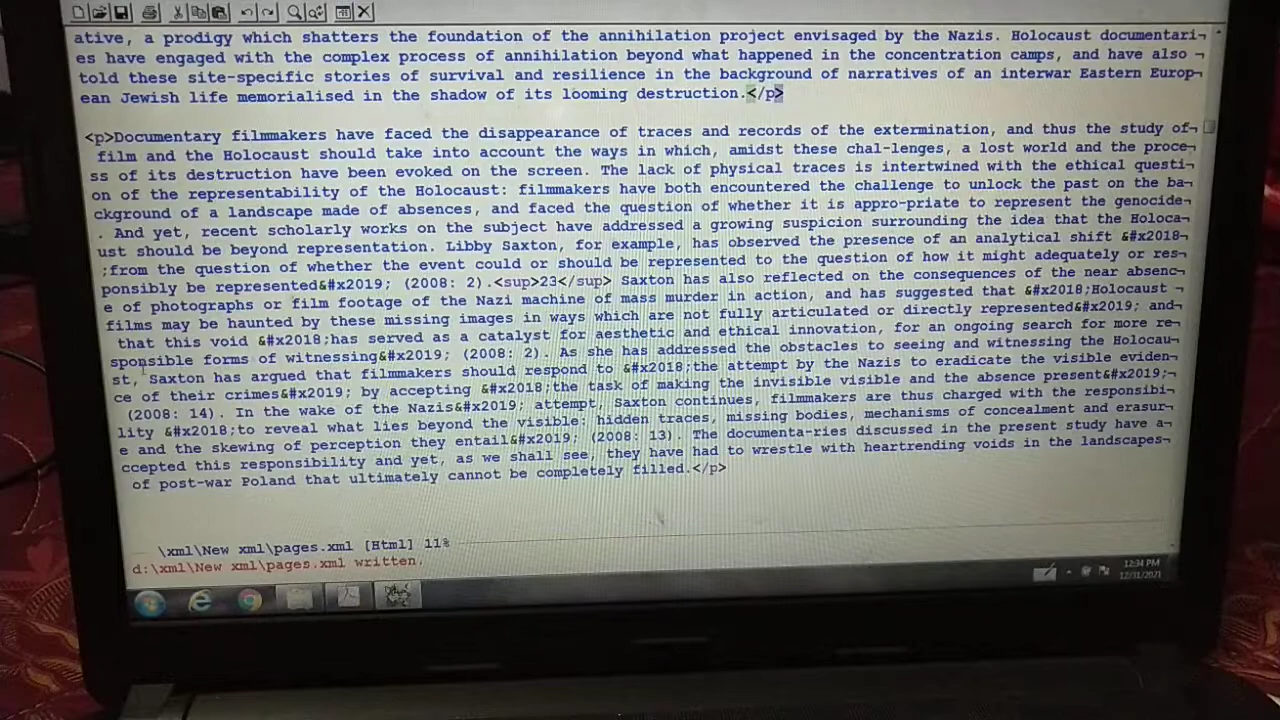 ative, a prodigy which shatters the foundation of the annihilation project envisaged by the Nazis. Holocaust documentari¬
es have engaged with the complex process of annihilation beyond what happened in the concentration camps, and have also ¬
told these site-specific stories of survival and resilience in the background of narratives of an interwar Eastern Europ¬
ean Jewish life memorialised in the shadow of its looming destruction.</p>
<p>Documentary filmmakers have faced the disappearance of traces and records of the extermination, and thus the study of¬
film and the Holocaust should take into account the ways in which, amidst these chal-lenges, a lost world and the proce¬
ss of its destruction have been evoked on the screen. The lack of physical traces is intertwined with the ethical questi¬
on of the representability of the Holocaust: filmmakers have both encountered the challenge to unlock the past on the ba¬
ckground of a landscape made of absences, and faced the question of whether it is appro-priate to represent the genocide¬
. And yet, recent scholarly works on the subject have addressed a growing suspicion surrounding the idea that the Holoca¬
ust should be beyond representation. Libby Saxton, for example, has observed the presence of an analytical shift &#x2018¬
;from the question of whether the event could or should be represented to the question of how it might adequately or res¬
ponsibly be represented&#x2019; (2008: 2).<sup>23</sup> Saxton has also reflected on the consequences of the near absenc¬
e of photographs or film footage of the Nazi machine of mass murder in action, and has suggested that &#x2018;Holocaust ¬
films may be haunted by these missing images in ways which are not fully articulated or directly represented&#x2019; and¬
that this void &#x2018;has served as a catalyst for aesthetic and ethical innovation, for an ongoing search for more re¬
sponsible forms of witnessing&#x2019; (2008: 2). As she has addressed the obstacles to seeing and witnessing the Holocau¬
st, Saxton has argued that filmmakers should respond to &#x2018;the attempt by the Nazis to eradicate the visible eviden¬
ce of their crimes&#x2019; by accepting &#x2018;the task of making the invisible visible and the absence present&#x2019;¬
(2008: 14). In the wake of the Nazis&#x2019; attempt, Saxton continues, filmmakers are thus charged with the responsibi¬
lity &#x2018;to reveal what lies beyond the visible: hidden traces, missing bodies, mechanisms of concealment and erasur¬
e and the skewing of perception they entail&#x2019; (2008: 13). The documenta-ries discussed in the present study have a¬
ccepted this responsibility and yet, as we shall see, they have had to wrestle with heartrending voids in the landscapes¬
of post-war Poland that ultimately cannot be completely filled.</p>
\xml\New xml\pages.xml [Html] 11%
d:\xml\New xml\pages.xml written.
12:34 PM
12/31/2021